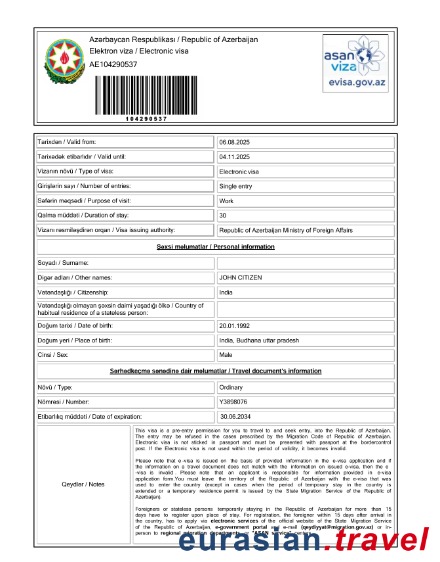 Azərbaycan Respublikası / Republic of Azerbaijan
Elektron viza / Electronic visa
AE104290537
104290537
asan
viza
evisa.gov.az
Tarixdən / Valid from: 06.08.2025
Tarixədək etibarlıdır / Valid until: 04.11.2025
Vizanın növü / Type of visa: Electronic visa
Girişlərin sayı / Number of entries: Single entry
Səfərin məqsədi / Purpose of visit: Work
Qalma müddəti / Duration of stay: 30
Vizanı rəsmiləşdirən orqan / Visa issuing authority: Republic of Azerbaijan Ministry of Foreign Affairs
Şəxsi məlumatlar / Personal information
Soyadı / Surname:
Digər adları / Other names: JOHN CITIZEN
Vətəndaşlığı / Citizenship: India
Vətəndaşlığı olmayan şəxsin daimi yaşadığı ölkə / Country of
habitual residence of a stateless person:
Doğum tarixi / Date of birth: 20.01.1992
Doğum yeri / Place of birth: India, Budhana uttar pradesh
Cinsi / Sex: Male
Sərhədkeçmə sənədinə dair məlumatlar / Travel document's information
Növü / Type: Ordinary
Nömrəsi / Number: Y3898076
Etibarlılıq müddəti / Date of expiration: 30.06.2034
Qeydlər / Notes
This visa is a pre-entry permission for you to travel to and seek entry, into the Republic of Azerbaijan.
The entry may be refused in the cases prescribed by the Migration Code of Republic of Azerbaijan.
Electronic visa is not sticked in passport and must be presented with passport at the bordercontrol
post. If the Electronic visa is not used within the period of validity, it becomes invalid.
Please note that e-visa is issued on the basis of provided information in the e-visa application and if
the information on a travel document does not match with the information on issued e-visa, then the e
-visa is invalid. Please note that an applicant is responsible for information provided in e-visa
application form.You must leave the territory of the Republic of Azerbaijan with the e-visa that was
used to enter the country (except in cases when the period of temporary stay in the country is
extended or a temporary residence permit is issued by the State Migration Service of the Republic of
Azerbaijan).
Foreigners or stateless persons temporarily staying in the Republic of Azerbaijan for more than 15
days have to register upon place of stay. For registration, the foreigner within 15 days after arrival in
the country, has to apply via electronic services of the official website of the State Migration Service
of the Republic of Azerbaijan, e-government portal və e-mail (qeydiyyat@migration.gov.az) or in-
person to regional migration departments or "ASAN service"
eurasian.travel